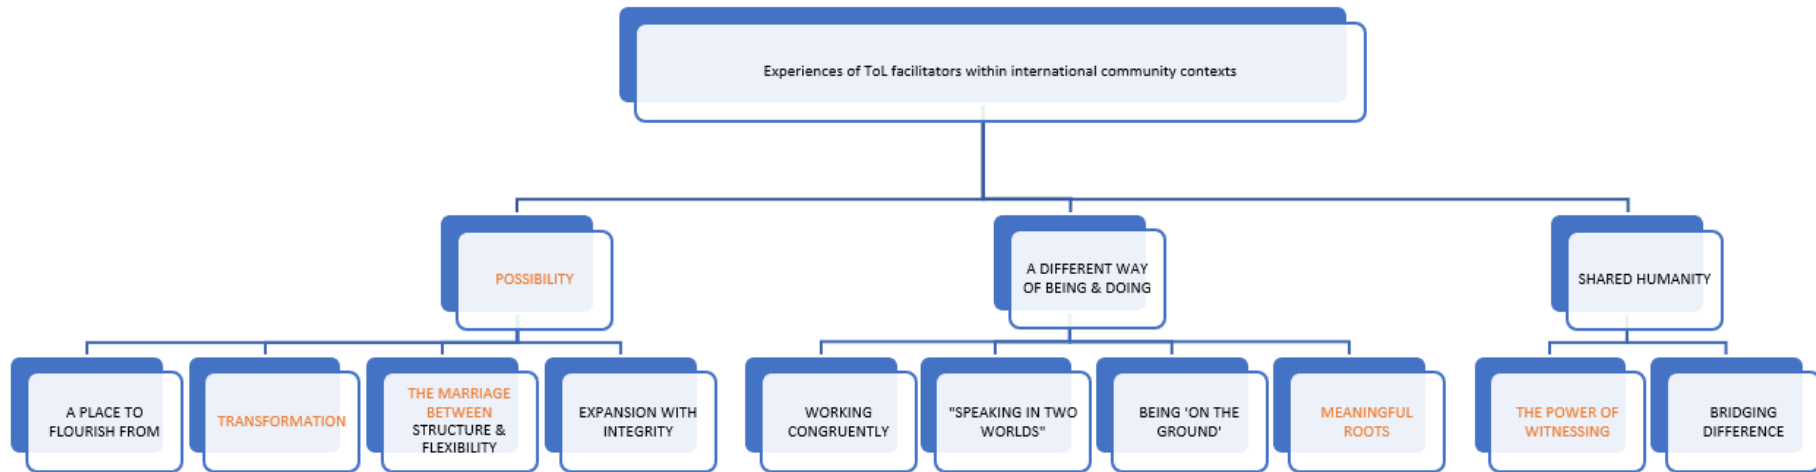 Experiences of ToL facilitators within international community contexts
POSSIBILITY
A DIFFERENT WAY
OF BEING & DOING
SHARED HUMANITY
A PLACE TO
FLOURISH FROM
TRANSFORMATION
THE MARRIAGE
BETWEEN
STRUCTURE &
FLEXIBILITY
EXPANSION WITH
INTEGRITY
WORKING
CONGRUENTLY
"SPEAKING IN TWO
WORLDS"
BEING 'ON THE
GROUND'
MEANINGFUL
ROOTS
THE POWER OF
WITNESSING
BRIDGING
DIFFERENCE